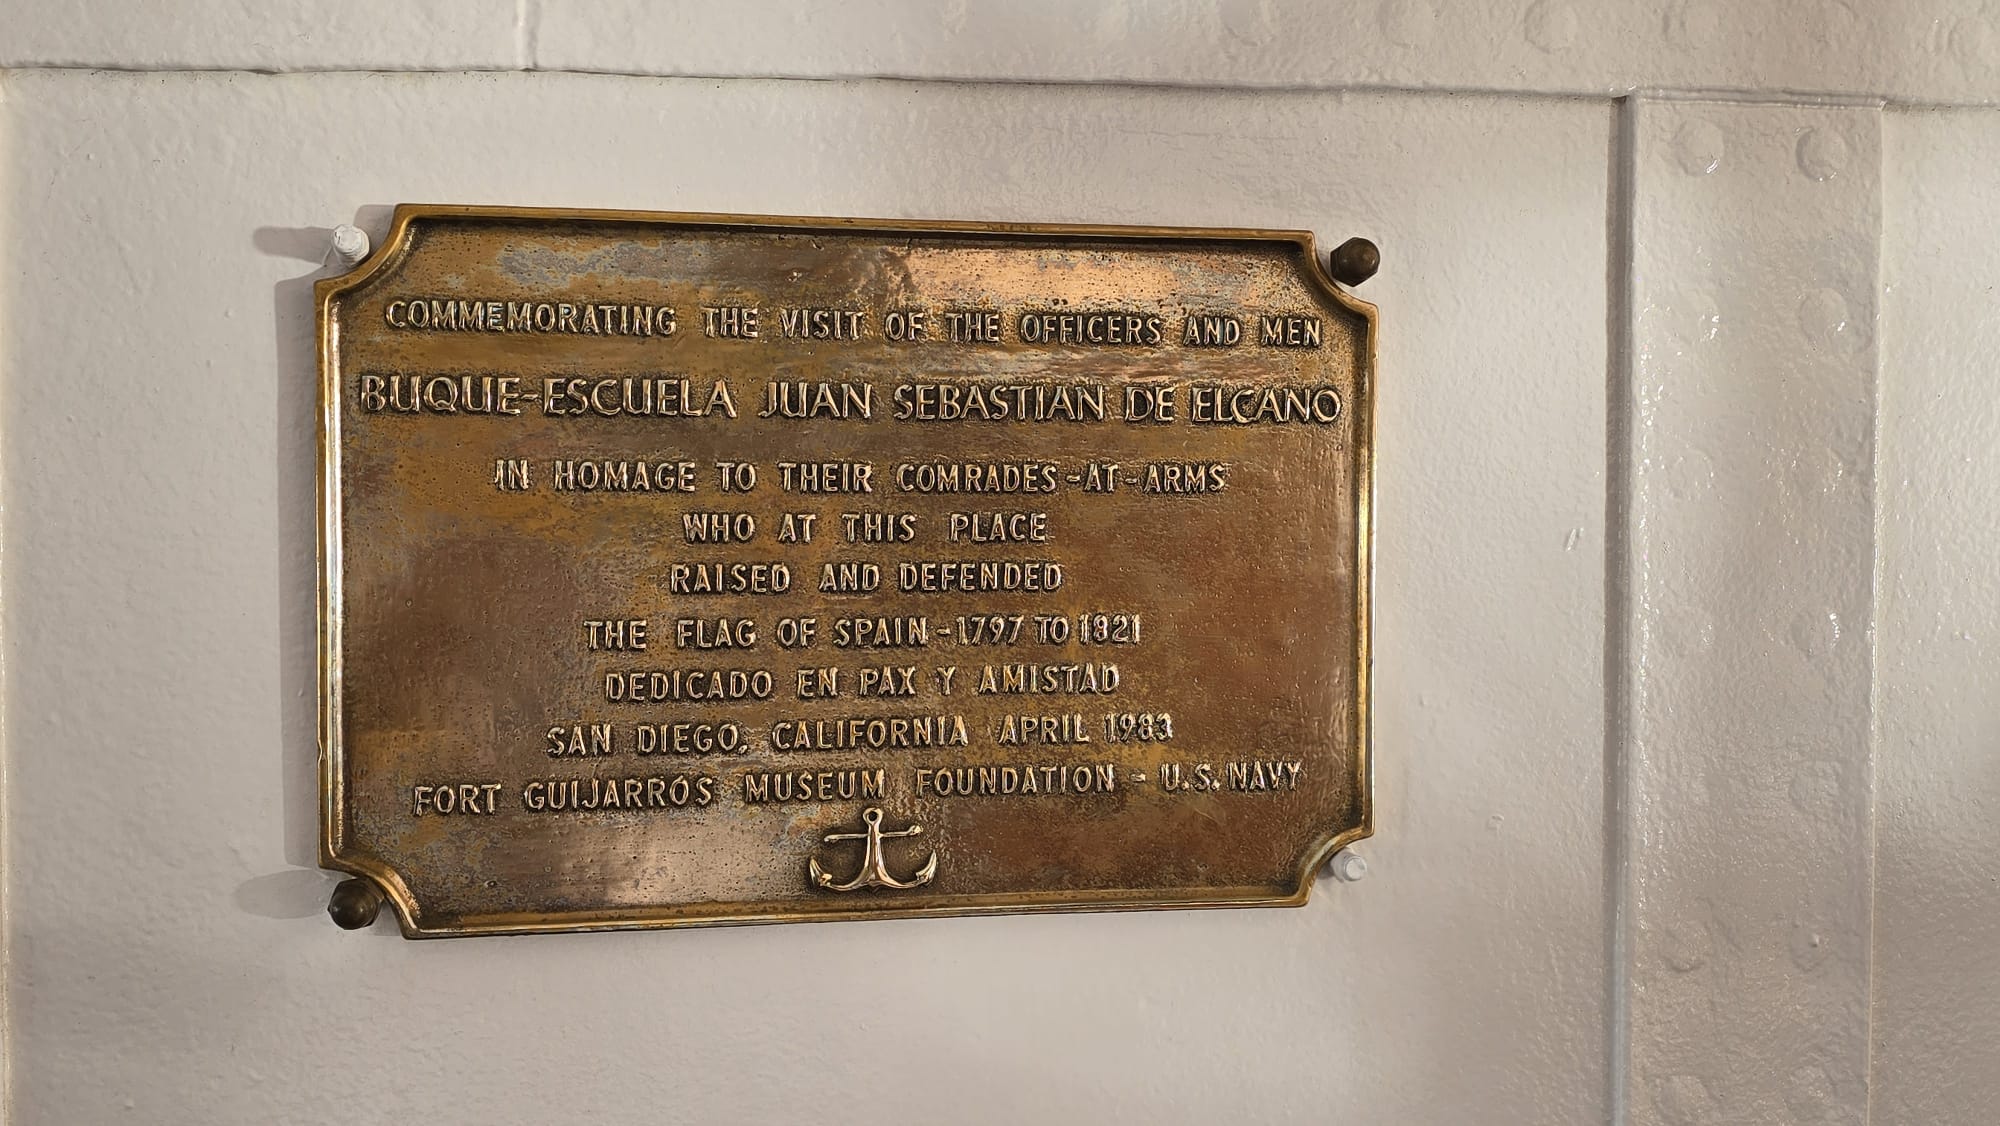 COMMEMORATING THE VISIT OF THE OFFICERS AND MEN
BUQUE-ESCUELA JUAN SEBASTIAN DE ELCANO
IN HOMAGE TO THEIR COMRADES-AT-ARMS
WHO AT THIS PLACE
RAISED AND DEFENDED
THE FLAG OF SPAIN-1797 TO 1821
DEDICADO EN PAX Y AMISTAD
SAN DIEGO, CALIFORNIA APRIL 1983
FORT GUIJARRÓS MUSEUM FOUNDATION - U.S. NAVY